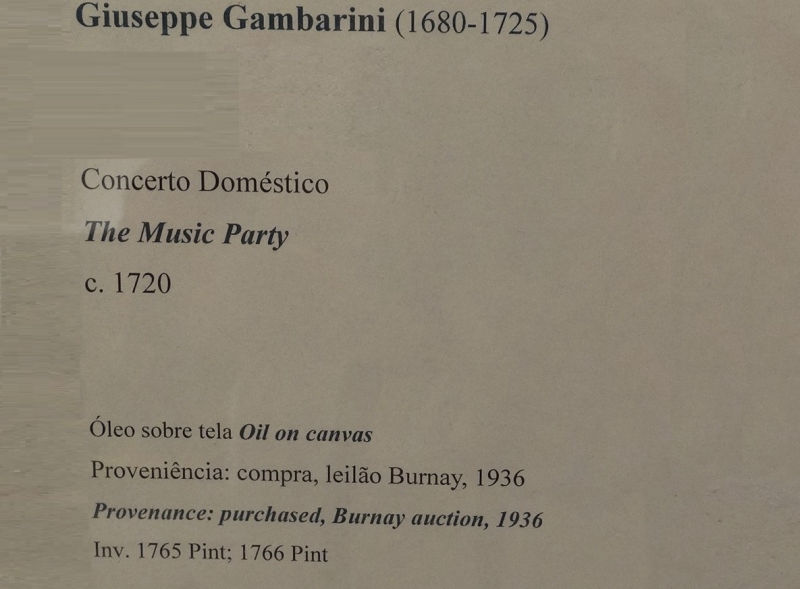 Giuseppe Gambarini (1680-1725)
Concerto Doméstico
The Music Party
c. 1720
Óleo sobre tela Oil on canvas
Proveniência: compra, leilão Burnay, 1936
Provenance: purchased, Burnay auction, 1936
Inv. 1765 Pint; 1766 Pint